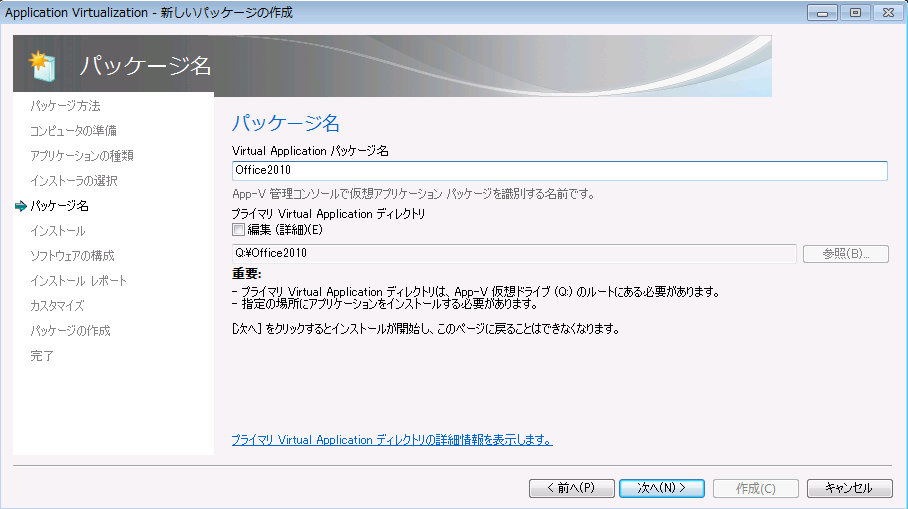 Application Virtualization - 新しいパッケージの作成
パッケージ名
パッケージ方法
コンピュータの準備
アプリケーションの種類
インストーラの選択
パッケージ名
インストール
ソフトウェアの構成
インストール レポート
カスタマイズ
パッケージの作成
完了
パッケージ名
Virtual Application パッケージ名
Office2010
App-V 管理コンソールで仮想アプリケーション パッケージを識別する名前です。
プライマリ Virtual Application ディレクトリ
編集 (詳細)(E)
Q:¥Office2010
参照(B)...
重要:
- プライマリ Virtual Application ディレクトリは、App-V 仮想ドライブ (Q:) のルートにある必要があります。
- 指定の場所にアプリケーションをインストールする必要があります。
[次へ] をクリックするとインストールが開始し、このページに戻ることはできなくなります。
プライマリ Virtual Application ディレクトリの詳細情報を表示します。
< 前へ(P)
次へ(N) >
作成(C)
キャンセル